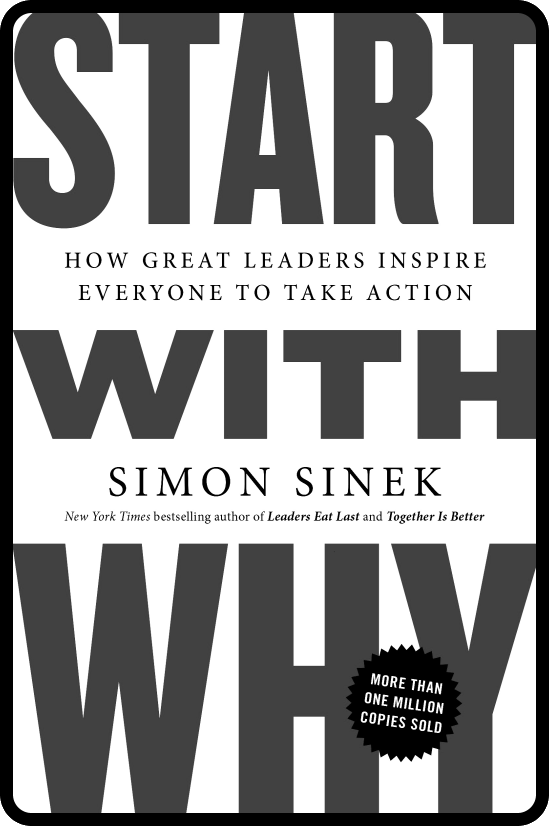 START
HOW GREAT LEADERS INSPIRE
EVERYONE TO TAKE ACTION
WITH
SIMON SINEK
New York Times bestselling author of Leaders Eat Last and Together Is Better
WHY
MORE THAN
ONE MILLION
COPIES SOLD